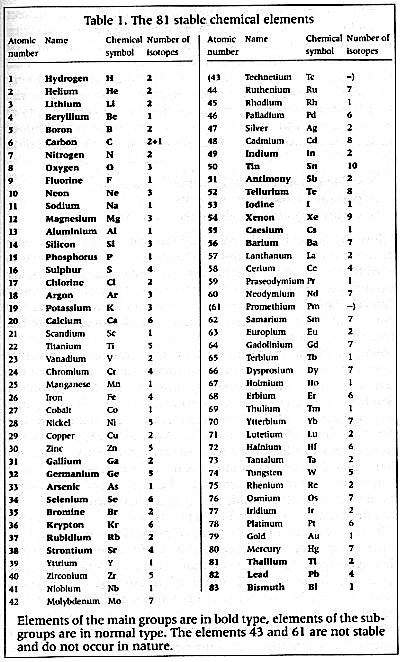 Table 1. The 81 stable chemical elements
Atomic Name Chemical Number of
number symbol isotopes
1 Hydrogen H 2
2 Helium He 2
3 Lithium Li 2
4 Beryllium Be 1
5 Boron B 2
6 Carbon C 2+1
7 Nitrogen N 2
8 Oxygen O 3
9 Fluorine F 1
10 Neon Ne 3
11 Sodium Na 1
12 Magnesium Mg 3
13 Aluminium Al 1
14 Silicon Si 3
15 Phosphorus P 1
16 Sulphur S 4
17 Chlorine Cl 2
18 Argon Ar 3
19 Potassium K 3
20 Calcium Ca 6
21 Scandium Sc 1
22 Titanium Ti 5
23 Vanadium V 2
24 Chromium Cr 4
25 Manganese Mn 1
26 Iron Fe 4
27 Cobalt Co 1
28 Nickel Ni 5
29 Copper Cu 2
30 Zinc Zn 5
31 Gallium Ga 2
32 Germanium Ge 5
33 Arsenic As 1
34 Selenium Se 6
35 Bromine Br 2
36 Krypton Kr 6
37 Rubidium Rb 2
38 Strontium Sr 4
39 Yttrium Y 1
40 Zirconium Zr 5
41 Niobium Nb 1
42 Molybdenum Mo 7
Atomic Name Chemical Number of
number symbol isotopes
(43 Technetium Tc –)
44 Ruthenium Ru 7
45 Rhodium Rh 1
46 Palladium Pd 6
47 Silver Ag 2
48 Cadmium Cd 8
49 Indium In 2
50 Tin Sn 10
51 Antimony Sb 2
52 Tellurium Te 8
53 Iodine I 1
54 Xenon Xe 9
55 Caesium Cs 1
56 Barium Ba 7
57 Lanthanum La 2
58 Cerium Ce 4
59 Praseodymium Pr 1
60 Neodymium Nd 7
(61 Promethium Pm –)
62 Samarium Sm 7
63 Europium Eu 2
64 Gadolinium Gd 7
65 Terbium Tb 1
66 Dysprosium Dy 7
67 Holmium Ho 1
68 Erbium Er 6
69 Thulium Tm 1
70 Ytterbium Yb 7
71 Lutetium Lu 2
72 Hafnium Hf 6
73 Tantalum Ta 2
74 Tungsten W 5
75 Rhenium Re 2
76 Osmium Os 7
77 Iridium Ir 2
78 Platinum Pt 6
79 Gold Au 1
80 Mercury Hg 7
81 Thallium Tl 2
82 Lead Pb 4
83 Bismuth Bi 1
Elements of the main groups are in bold type, elements of the sub-
groups are in normal type. The elements 43 and 61 are not stable
and do not occur in nature.